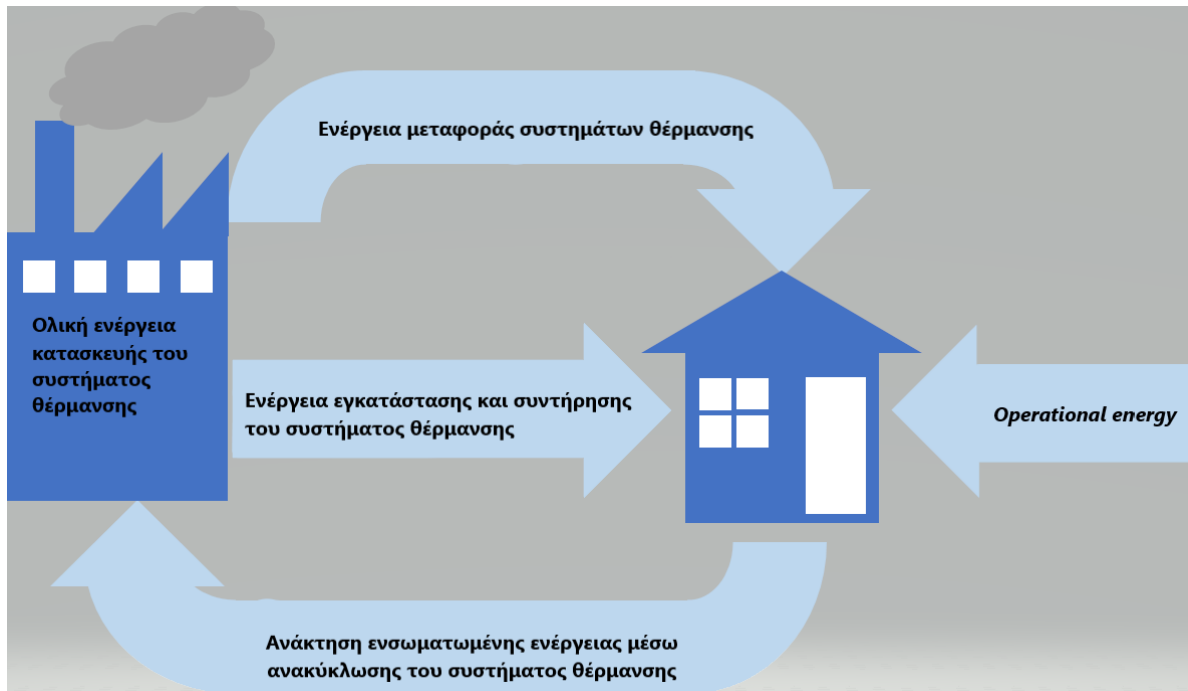 Ενέργεια μεταφοράς συστημάτων θέρμανσης
Ολική ενέργεια
κατασκευής του
συστήματος
θέρμανσης
Ενέργεια εγκατάστασης και συντήρησης
του συστήματος θέρμανσης
Operational energy
Ανάκτηση ενσωματωμένης ενέργειας μέσω
ανακύκλωσης του συστήματος θέρμανσης